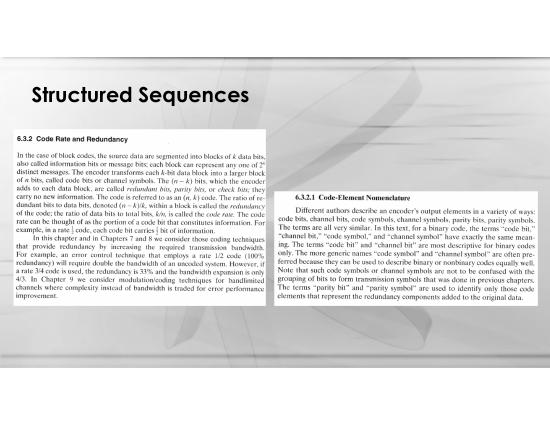 Structured Sequences
6.3.2 Code Rate and Redundancy
In the case of block codes, the source data are segmented into blocks of k data bits,
also called information bits or message bits; each block can represent any one of 2ᵏ
distinct messages. The encoder transforms each k-bit data block into a larger block
of n bits, called code bits or channel symbols. The (n − k) bits, which the encoder
adds to each data block, are called redundant bits, parity bits, or check bits; they
carry no new information. The code is referred to as an (n, k) code. The ratio of re-
dundant bits to data bits, denoted (n − k)/k, within a block is called the redundancy
of the code; the ratio of data bits to total bits, k/n, is called the code rate. The code
rate can be thought of as the portion of a code bit that constitutes information. For
example, in a rate ½ code, each code bit carries ½ bit of information.
In this chapter and in Chapters 7 and 8 we consider those coding techniques
that provide redundancy by increasing the required transmission bandwidth.
For example, an error control technique that employs a rate 1/2 code (100%
redundancy) will require double the bandwidth of an uncoded system. However, if
a rate 3/4 code is used, the redundancy is 33% and the bandwidth expansion is only
4/3. In Chapter 9 we consider modulation/coding techniques for bandlimited
channels where complexity instead of bandwidth is traded for error performance
improvement.
6.3.2.1 Code-Element Nomenclature
Different authors describe an encoder's output elements in a variety of ways:
code bits, channel bits, code symbols, channel symbols, parity bits, parity symbols.
The terms are all very similar. In this text, for a binary code, the terms “code bit,”
“channel bit,” “code symbol,” and “channel symbol” have exactly the same mean-
ing. The terms “code bit” and “channel bit” are most descriptive for binary codes
only. The more generic names “code symbol” and “channel symbol” are often pre-
ferred because they can be used to describe binary or nonbinary codes equally well.
Note that such code symbols or channel symbols are not to be confused with the
grouping of bits to form transmission symbols that was done in previous chapters.
The terms “parity bit” and “parity symbol” are used to identify only those code
elements that represent the redundancy components added to the original data.